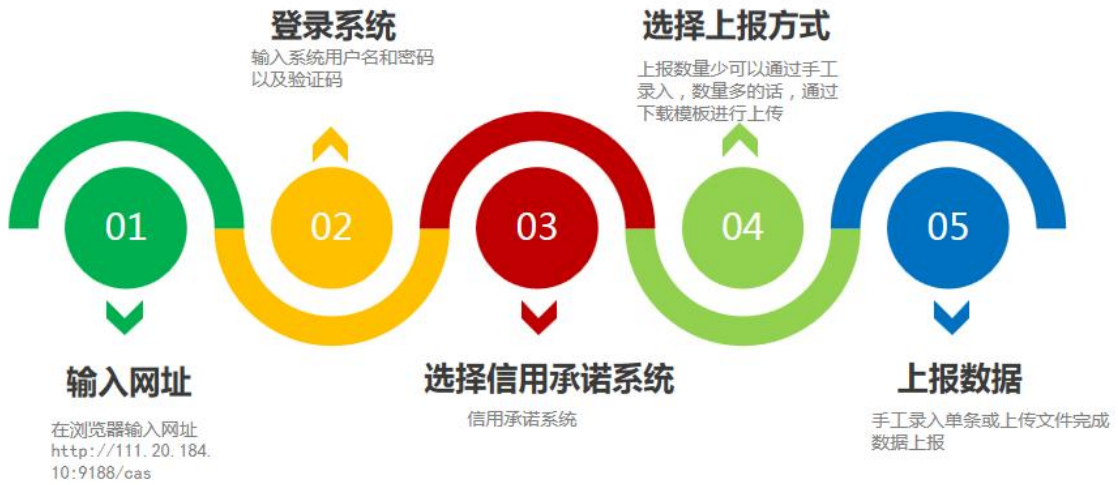 01
输入网址
在浏览器输入网址
http://111.20.184.
10:9188/cas
登录系统
输入系统用户名和密码
以及验证码
02
03
选择信用承诺系统
信用承诺系统
选择上报方式
上报数量少可以通过手工
录入，数量多的话，通过
下载模板进行上传
04
05
上报数据
手工录入单条或上传文件完成
数据上报